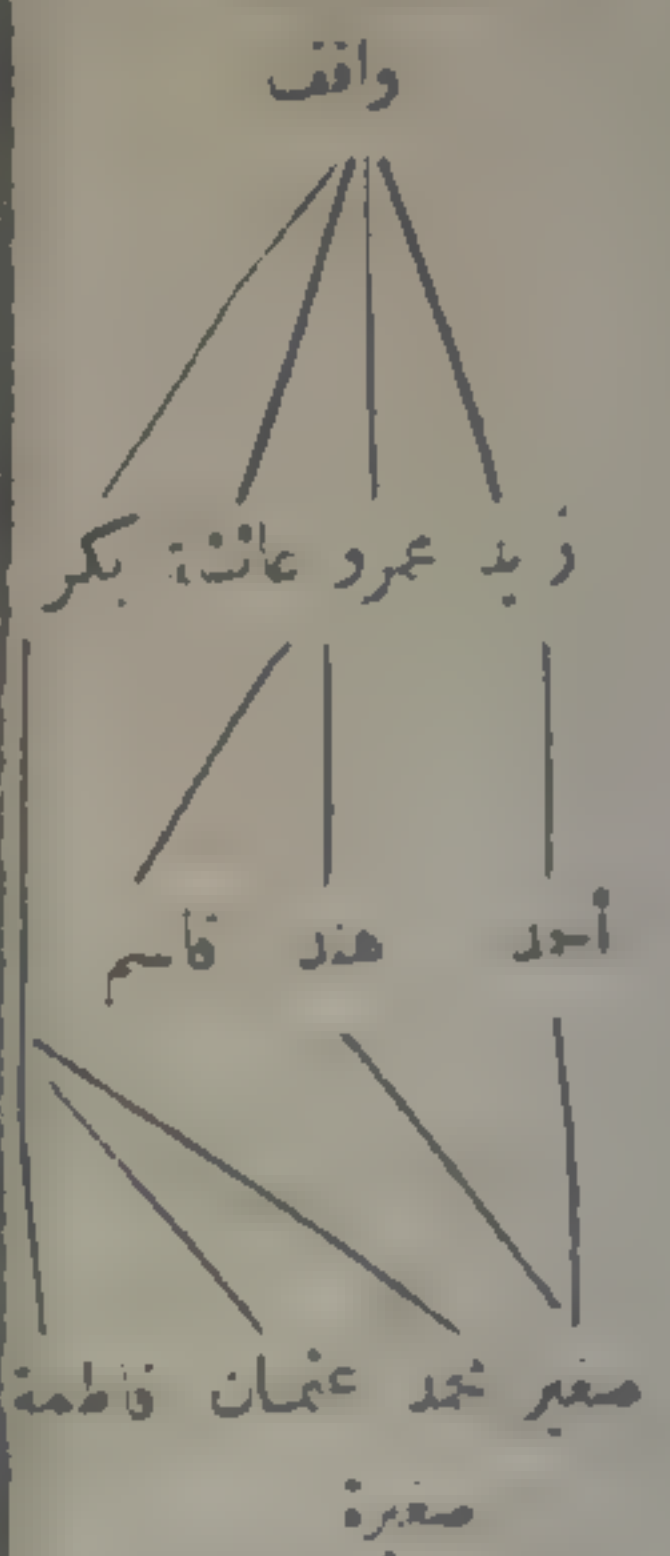 واقف
زيد عمرو عائشة بكر
أحمد هند قاسم
صغير محمد عثمان فاطمة
صغيرة